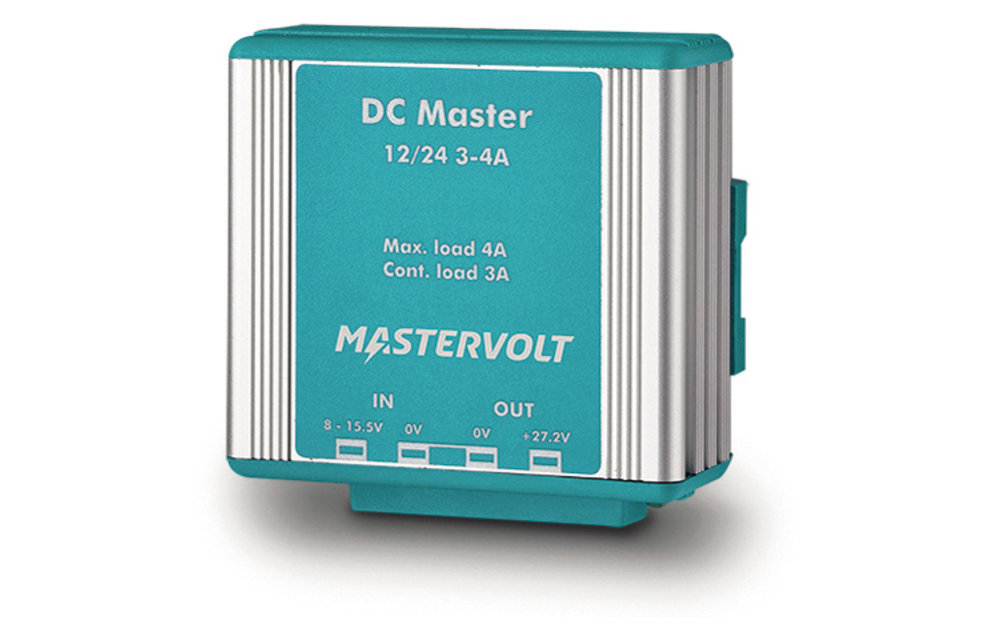 DC Master
12/24 3-4A
Max. load 4A
Cont. load 3A
MASTERVOLT
IN OUT
8 - 15.5V 0V 0V +27.2V